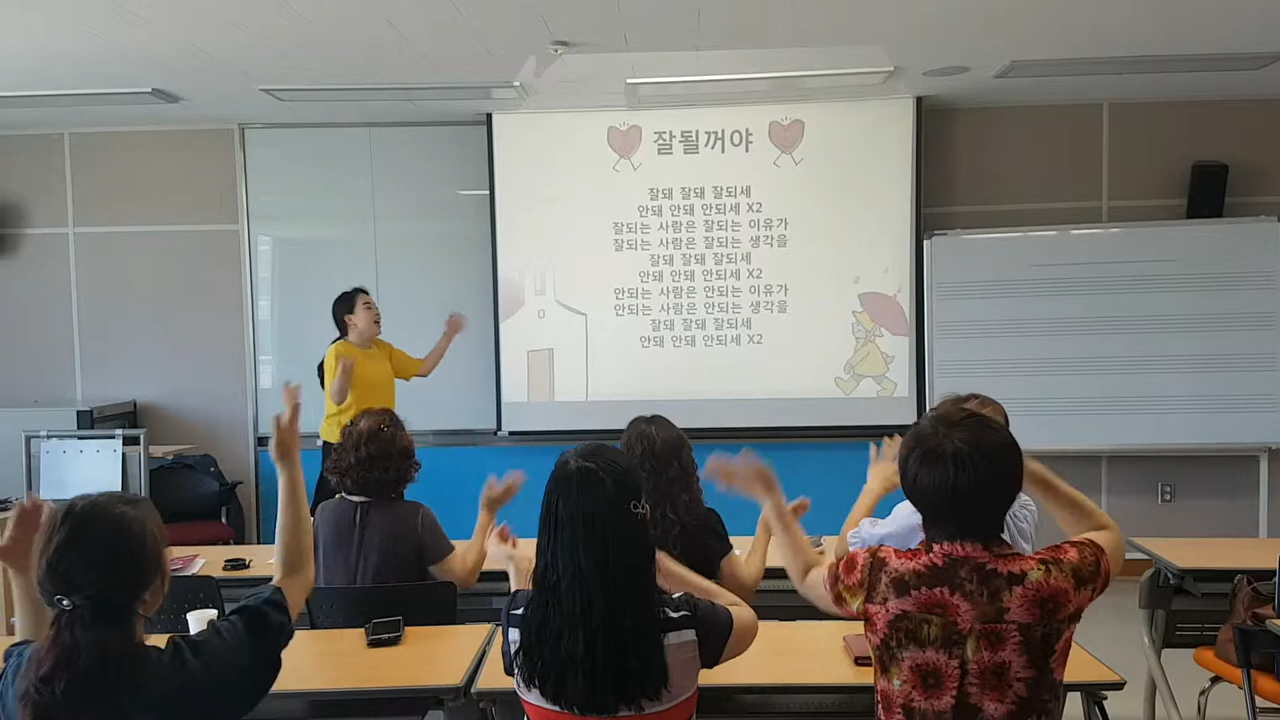 잘될꺼야
잘돼 잘돼 잘되세
안돼 안돼 안되세 X2
잘되는 사람은 잘되는 이유가
잘되는 사람은 잘되는 생각을
잘돼 잘돼 잘되세
안돼 안돼 안되세 X2
안되는 사람은 안되는 이유가
안되는 사람은 안되는 생각을
잘돼 잘돼 잘되세
안돼 안돼 안되세 X2